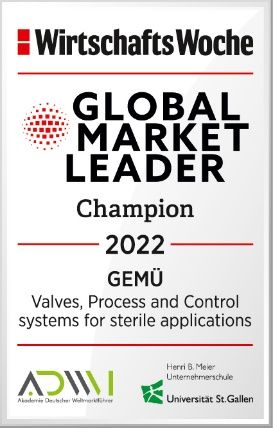 WirtschaftsWoche
GLOBAL
MARKET
LEADER
Champion
2022
GEMÜ
Valves, Process and Control
systems for sterile applications
ADWM
Akademie Deutscher Weltmarktführer
Henri B. Meier
Unternehmerschule
Universität St.Gallen